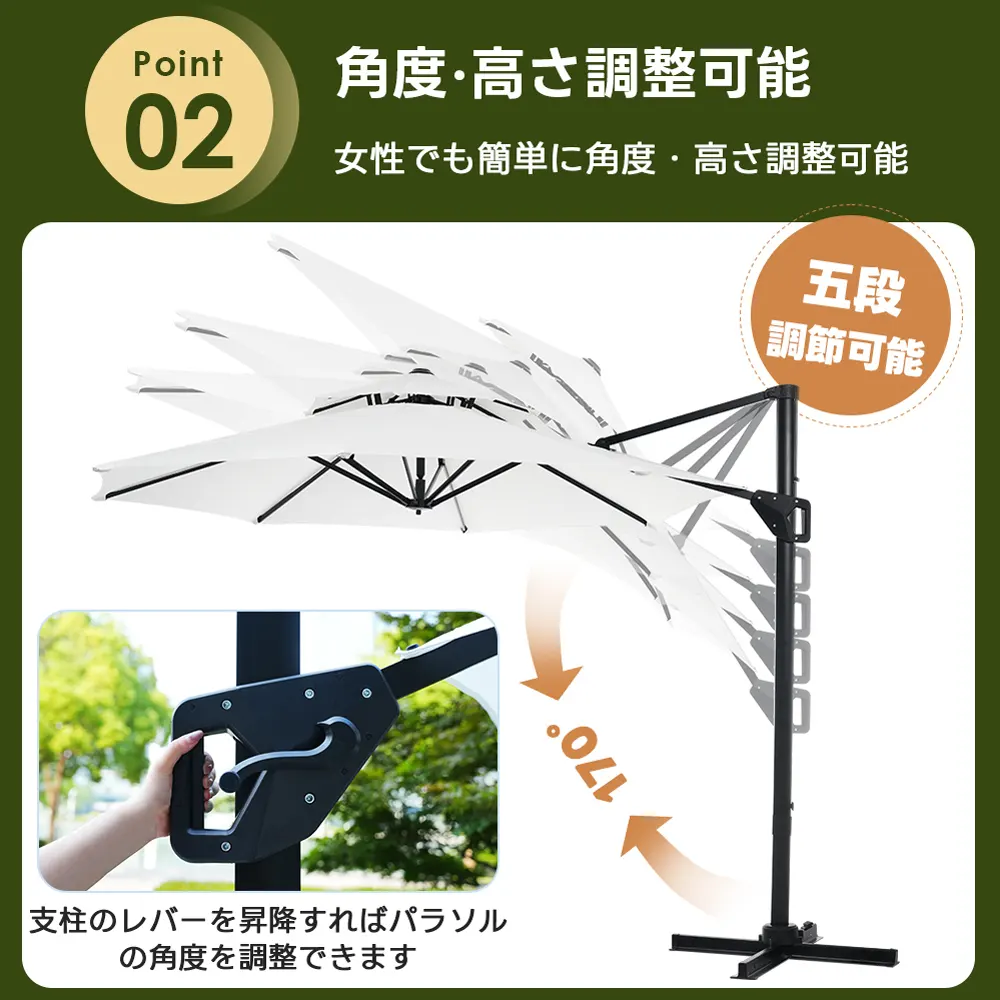 Point
02
角度・高さ調整可能
女性でも簡単に角度・高さ調整可能
五段
調節可能
170°
支柱のレバーを昇降すればパラソル
の角度を調整できます